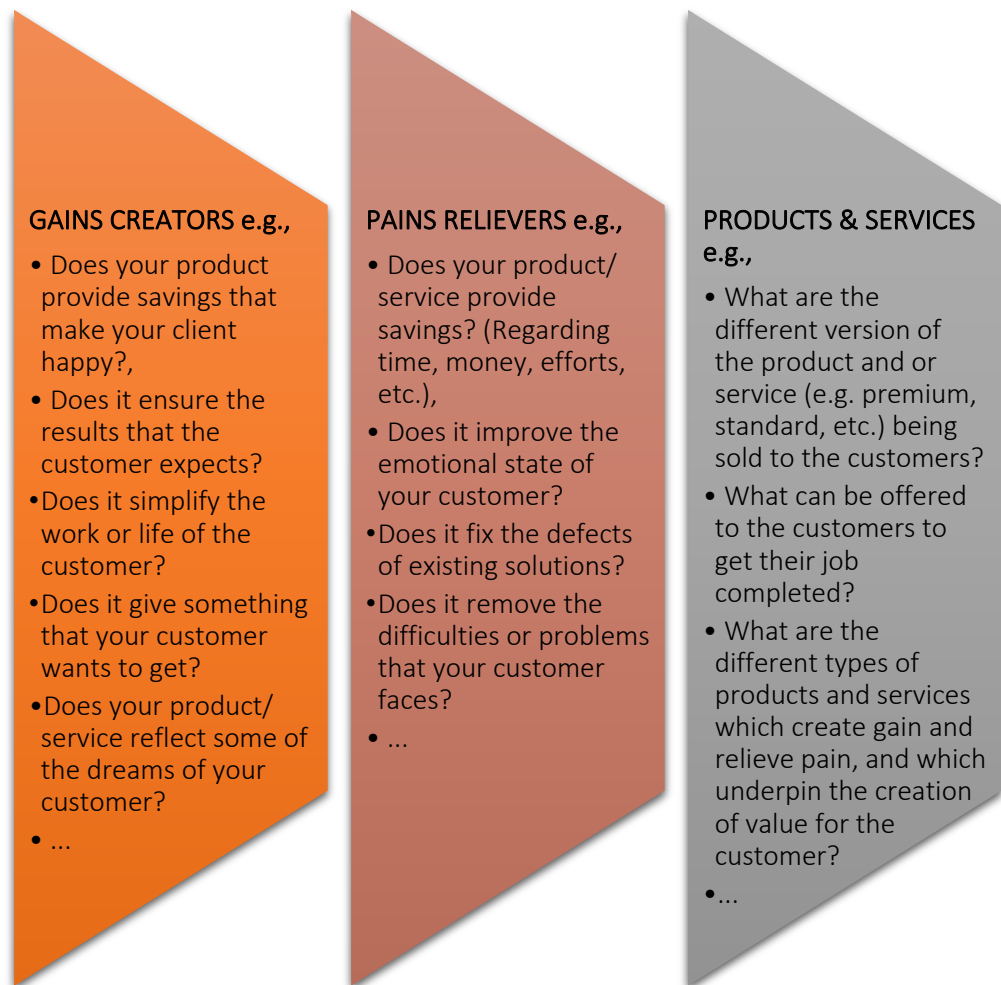 GAINS CREATORS e.g.,
• Does your product
provide savings that
make your client
happy?,
• Does it ensure the
results that the
customer expects?
•Does it simplify the
work or life of the
customer?
•Does it give something
that your customer
wants to get?
•Does your product/
service reflect some of
the dreams of your
customer?
• ...
PAINS RELIEVERS e.g.,
• Does your product/
service provide
savings? (Regarding
time, money, efforts,
etc.),
• Does it improve the
emotional state of
your customer?
•Does it fix the defects
of existing solutions?
•Does it remove the
difficulties or problems
that your customer
faces?
• ...
PRODUCTS & SERVICES
e.g.,
• What are the
different version of
the product and or
service (e.g. premium,
standard, etc.) being
sold to the customers?
• What can be offered
to the customers to
get their job
completed?
• What are the
different types of
products and services
which create gain and
relieve pain, and which
underpin the creation
of value for the
customer?
•...